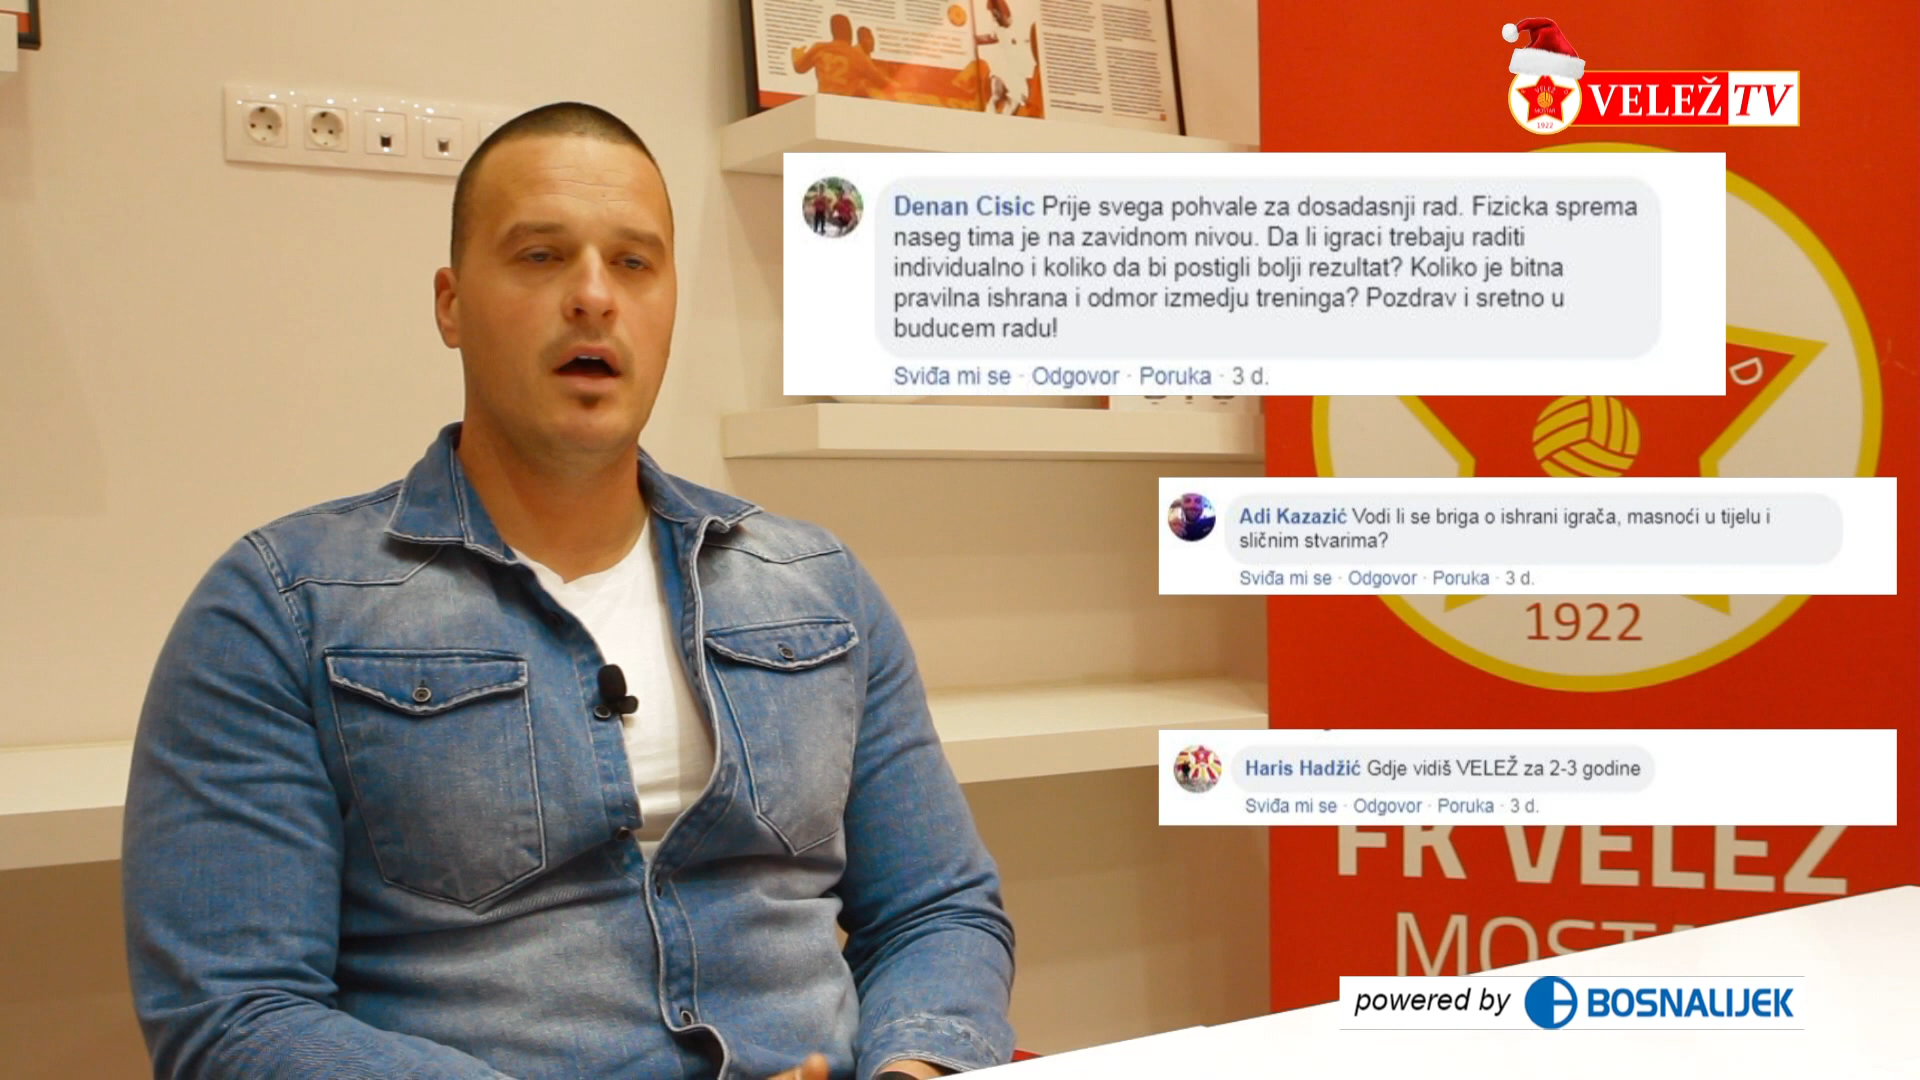 VELEŽ TV
VELEŽ
MOSTAR
1922
Denan Cisic Prije svega pohvale za dosadasnji rad. Fizicka sprema
naseg tima je na zavidnom nivou. Da li igraci trebaju raditi
individualno i koliko da bi postigli bolji rezultat? Koliko je bitna
pravilna ishrana i odmor izmedju treninga? Pozdrav i sretno u
buducem radu!
Sviđa mi se · Odgovor · Poruka · 3 d.
D
Adi Kazazić Vodi li se briga o ishrani igrača, masnoći u tijelu i
sličnim stvarima?
Sviđa mi se · Odgovor · Poruka · 3 d.
1922
Haris Hadžić Gdje vidiš VELEŽ za 2-3 godine
Sviđa mi se · Odgovor · Poruka · 3 d.
FK VELEŽ
MOSTA
powered by BOSNALIJEK